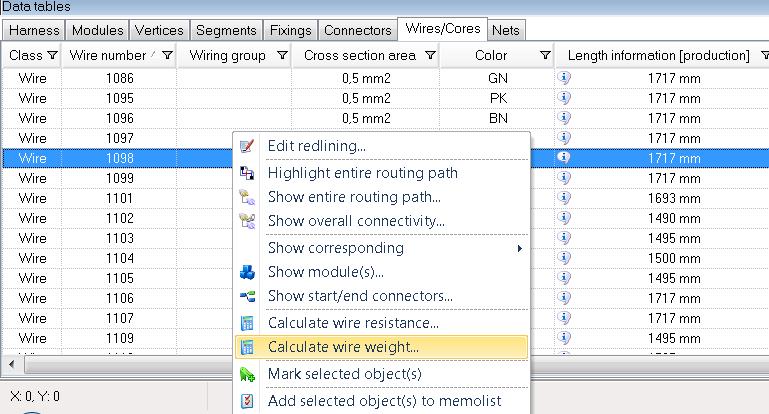 Data tables
Harness Modules Vertices Segments Fixings Connectors Wires/Cores Nets
Class Wire number Wiring group Cross section area Color Length information [production]
Wire 1086 0,5 mm2 GN 1717 mm
Wire 1095 0,5 mm2 PK 1717 mm
Wire 1096 0,5 mm2 BN 1717 mm
Wire 1097 1717 mm
Wire 1098 1717 mm
Wire 1099 1717 mm
Wire 1101 1693 mm
Wire 1102 1490 mm
Wire 1103 1495 mm
Wire 1104 1500 mm
Wire 1105 1495 mm
Wire 1106 1717 mm
Wire 1107 1717 mm
Wire 1109 1495 mm
Edit redlining...
Highlight entire routing path
Show entire routing path...
Show overall connectivity...
Show corresponding
Show module(s)...
Show start/end connectors...
Calculate wire resistance...
Calculate wire weight...
Mark selected object(s)
Add selected object(s) to memolist
X: 0, Y: 0